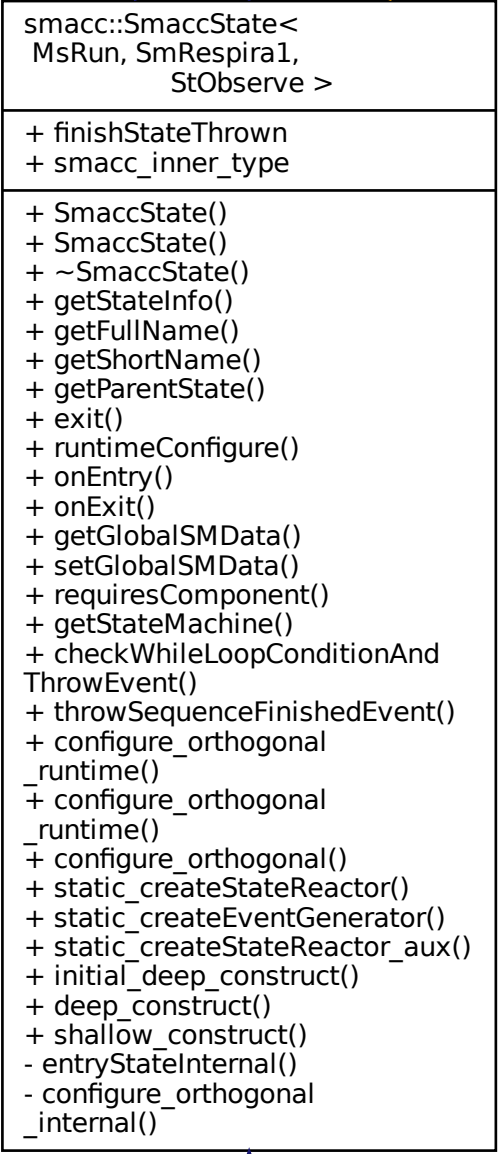 smacc::SmaccState<
MsRun, SmRespira1,
StObserve >
+ finishStateThrown
+ smacc_inner_type
+ SmaccState()
+ SmaccState()
+ ~SmaccState()
+ getStateInfo()
+ getFullName()
+ getShortName()
+ getParentState()
+ exit()
+ runtimeConfigure()
+ onEntry()
+ onExit()
+ getGlobalSMData()
+ setGlobalSMData()
+ requiresComponent()
+ getStateMachine()
+ checkWhileLoopConditionAnd
ThrowEvent()
+ throwSequenceFinishedEvent()
+ configure_orthogonal
_runtime()
+ configure_orthogonal
_runtime()
+ configure_orthogonal()
+ static_createStateReactor()
+ static_createEventGenerator()
+ static_createStateReactor_aux()
+ initial_deep_construct()
+ deep_construct()
+ shallow_construct()
- entryStateInternal()
- configure_orthogonal
_internal()